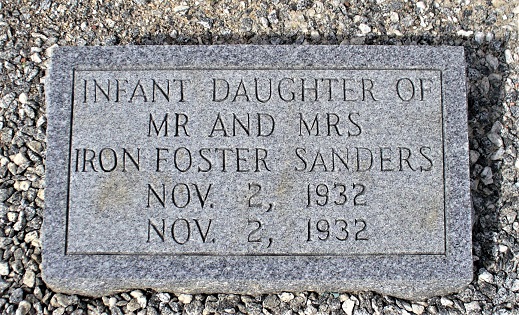 INFANT DAUGHTER OF
MR AND MRS
IRON FOSTER SANDERS
NOV. 2, 1932
NOV. 2, 1932